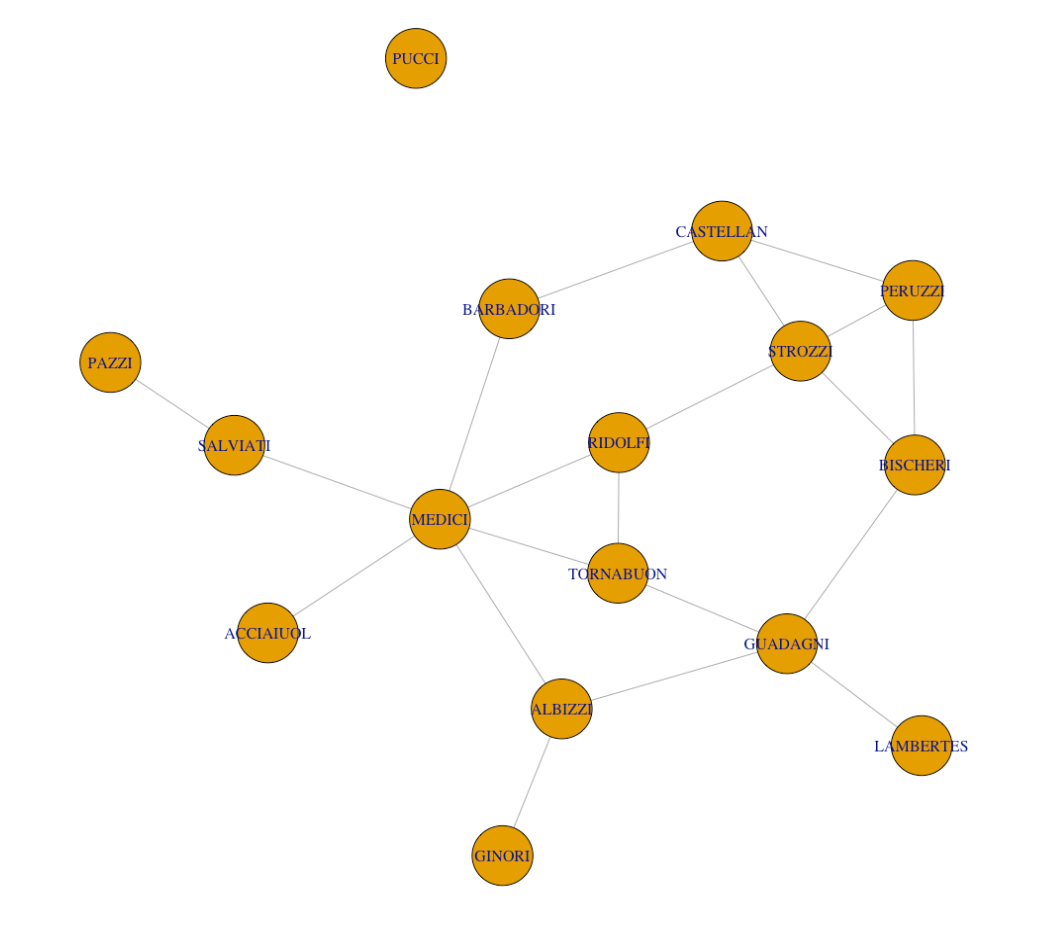 PUCCI
CASTELLAN
PERUZZI
BARBADORI
STROZZI
PAZZI
RIDOLFI
SALVIATI
BISCHERI
MEDICI
TORNABUON
ACCIAIUOL
GUADAGNI
ALBIZZI
LAMBERTES
GINORI